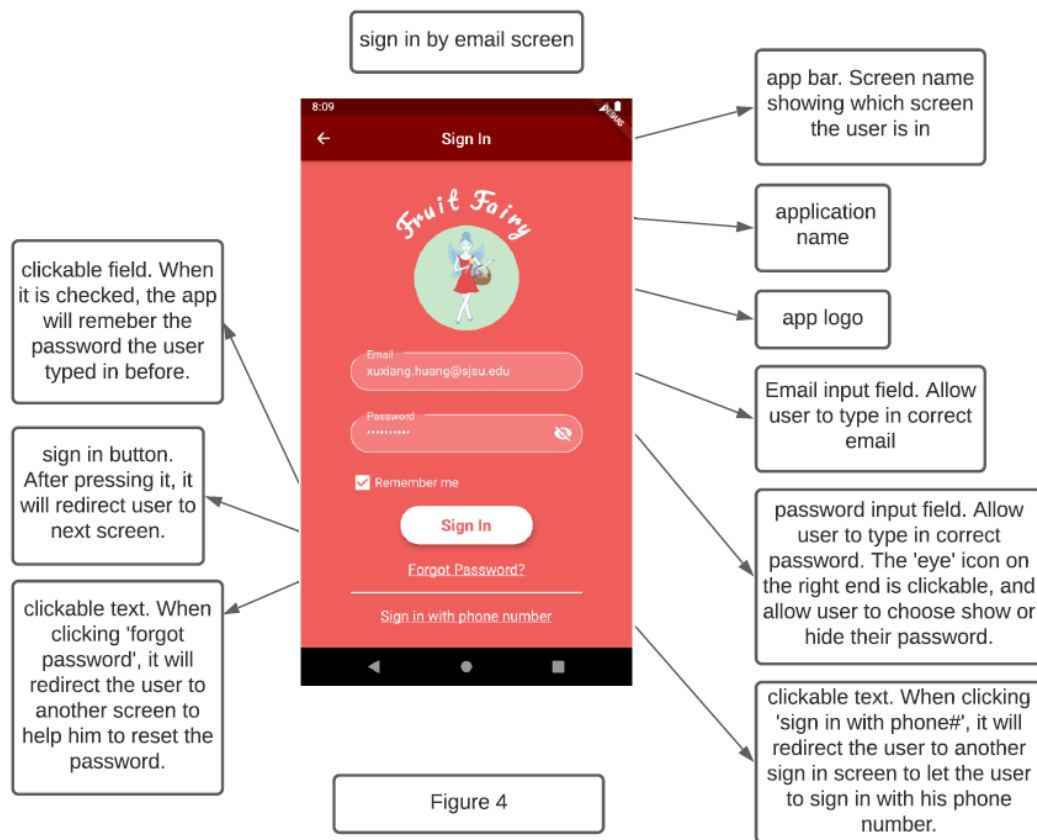 sign in by email screen
app bar. Screen name
showing which screen
the user is in
8:09
DEBUG
Sign In
Fruit Fairy
application
name
app logo
clickable field. When
it is checked, the app
will remeber the
password the user
typed in before.
Email
xuxiang.huang@sjsu.edu
Email input field. Allow
user to type in correct
email
Password
••••••••••
Remember me
sign in button.
After pressing it, it
will redirect user to
next screen.
Sign In
password input field. Allow
user to type in correct
password. The 'eye' icon on
the right end is clickable, and
allow user to choose show or
hide their password.
Forgot Password?
clickable text. When
clicking 'forgot
password', it will
redirect the user to
another screen to
help him to reset the
password.
Sign in with phone number
clickable text. When clicking
'sign in with phone#', it will
redirect the user to another
sign in screen to let the user
to sign in with his phone
number.
Figure 4